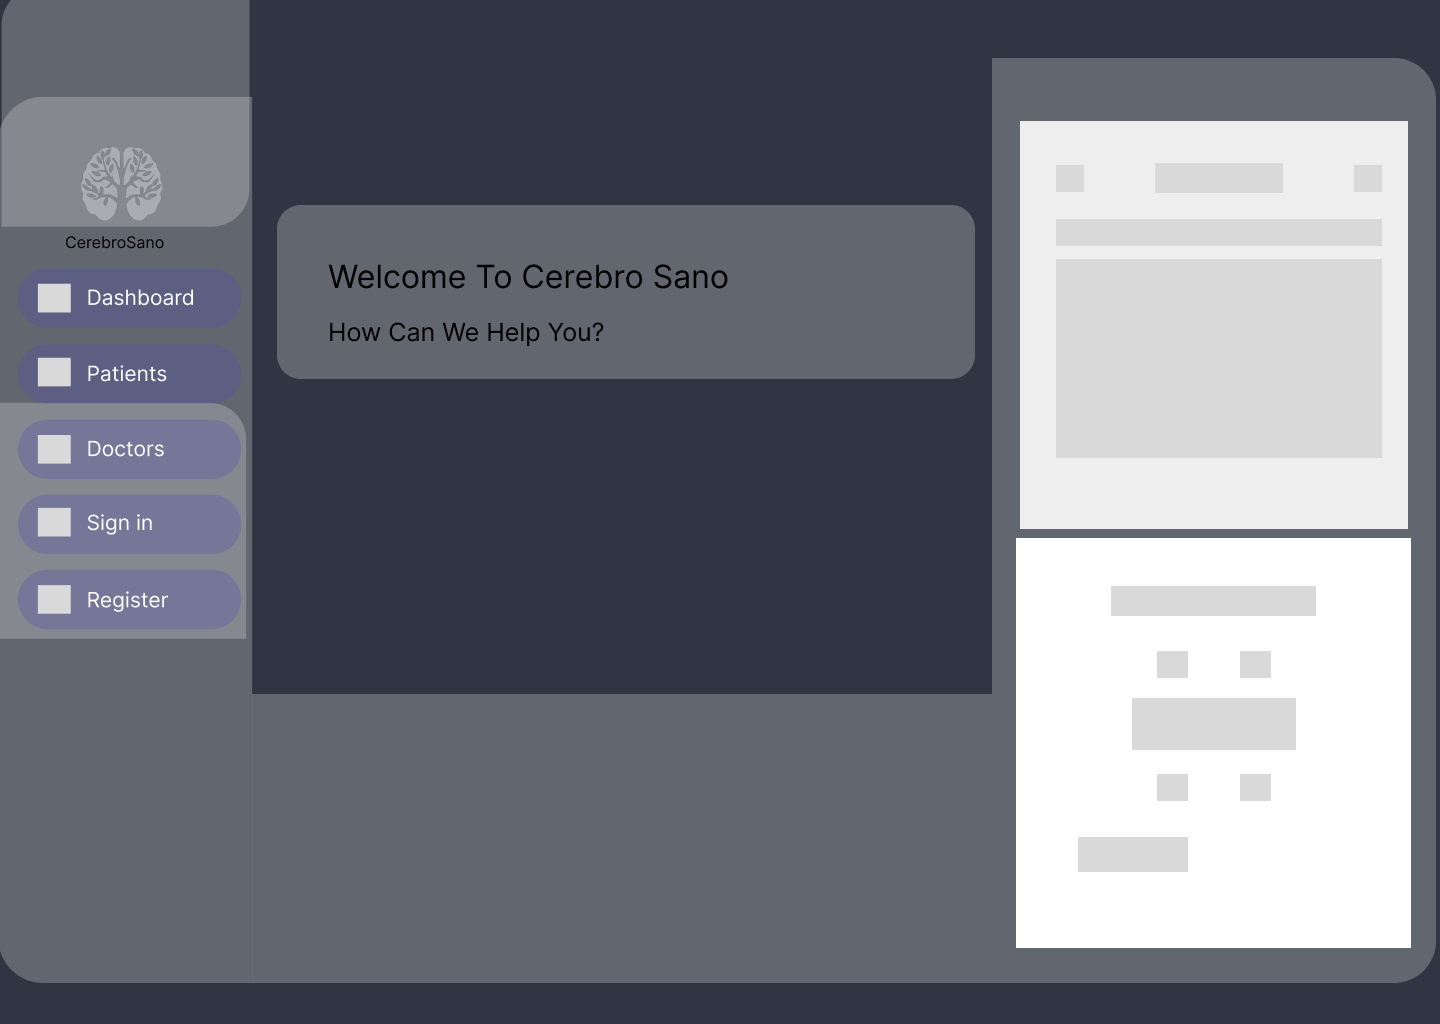 CerebroSano
Dashboard
Patients
Doctors
Sign in
Register
Welcome To Cerebro Sano
How Can We Help You?